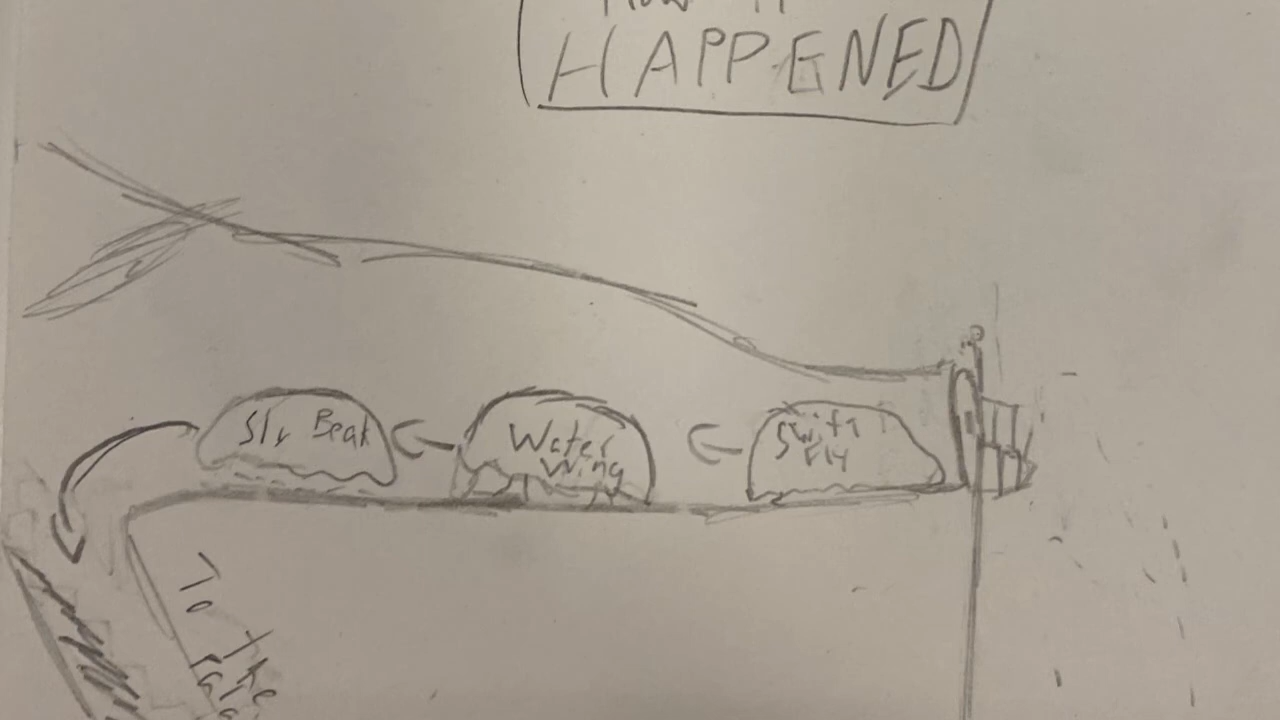 HAPPENED
Sly Beak
Water
Wing
Swift
Fly
To
the